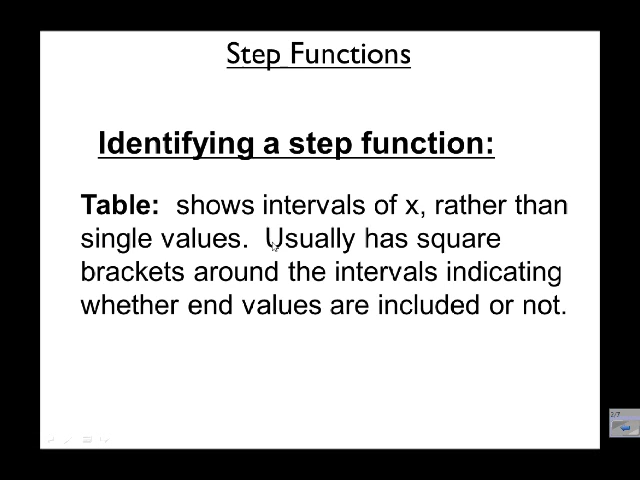 Step Functions
Identifying a step function:
Table: shows intervals of x, rather than
single values. Usually has square
brackets around the intervals indicating
whether end values are included or not.